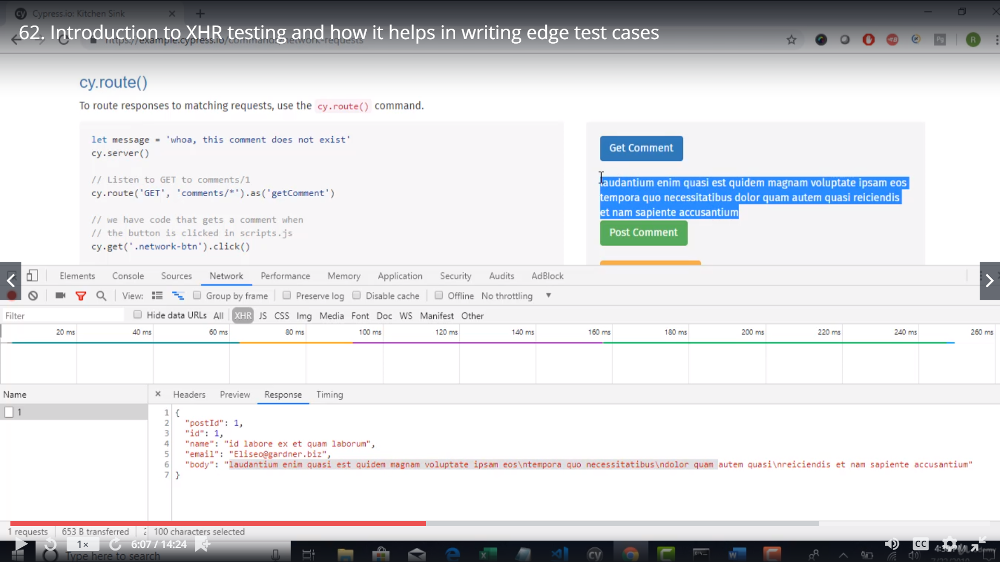 Cypress.io: Kitchen Sink
62. Introduction to XHR testing and how it helps in writing edge test cases
https://example.cypress.io/commands/network-requests
R
cy.route()
To route responses to matching requests, use the cy.route() command.
let message = 'whoa, this comment does not exist'
cy.server()
// Listen to GET to comments/1
cy.route('GET', 'comments/*').as('getComment')
// we have code that gets a comment when
// the button is clicked in scripts.js
cy.get('.network-btn').click()
Get Comment
laudantium enim quasi est quidem magnam voluptate ipsam eos
tempora quo necessitatibus dolor quam autem quasi reiciendis
et nam sapiente accusantium
Post Comment
Elements Console Sources Network Performance Memory Application Security Audits AdBlock
View: Group by frame Preserve log Disable cache Offline No throttling
Filter Hide data URLs All XHR JS CSS Img Media Font Doc WS Manifest Other
20 ms 40 ms 60 ms 80 ms 100 ms 120 ms 140 ms 160 ms 180 ms 200 ms 220 ms 240 ms 260 ms
Name × Headers Preview Response Timing
1
1 {
2 "postId": 1,
3 "id": 1,
4 "name": "id labore ex et quam laborum",
5 "email": "Eliseo@gardner.biz",
6 "body": "laudantium enim quasi est quidem magnam voluptate ipsam eos\ntempora quo necessitatibus\ndolor quam autem quasi\nreiciendis et nam sapiente accusantium"
7 }
1 requests 653 B transferred 100 characters selected
1× 6:07 / 14:24 CC
Type here to search